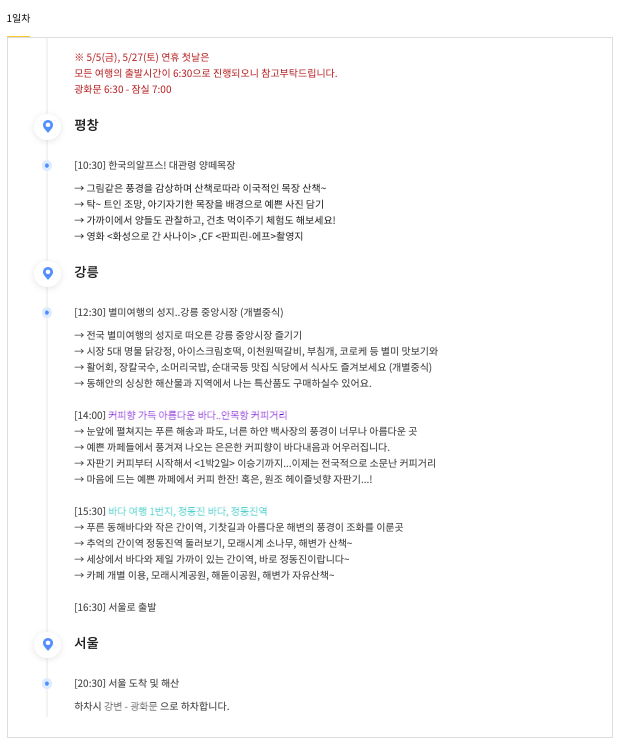 1일차
※ 5/5(금), 5/27(토) 연휴 첫날은
모든 여행의 출발시간이 6:30으로 진행되오니 참고부탁드립니다.
광화문 6:30 - 잠실 7:00
평창
[10:30] 한국의알프스! 대관령 양떼목장
→ 그림같은 풍경을 감상하며 산책로따라 이국적인 목장 산책~
→ 탁~ 트인 조망, 아기자기한 목장을 배경으로 예쁜 사진 담기
→ 가까이에서 양들도 관찰하고, 건초 먹이주기 체험도 해보세요!
→ 영화 <화성으로 간 사나이> ,CF <판피린-에프>촬영지
강릉
[12:30] 별미여행의 성지..강릉 중앙시장 (개별중식)
→ 전국 별미여행의 성지로 떠오른 강릉 중앙시장 즐기기
→ 시장 5대 명물 닭강정, 아이스크림호떡, 이천원떡갈비, 부침개, 코로케 등 별미 맛보기와
→ 활어회, 장칼국수, 소머리국밥, 순대국등 맛집 식당에서 식사도 즐겨보세요 (개별중식)
→ 동해안의 싱싱한 해산물과 지역에서 나는 특산품도 구매하실수 있어요.
[14:00] 커피향 가득 아름다운 바다..안목항 커피거리
→ 눈앞에 펼쳐지는 푸른 해송과 파도, 너른 하얀 백사장의 풍경이 너무나 아름다운 곳
→ 예쁜 까페들에서 풍겨져 나오는 은은한 커피향이 바다내음과 어우러집니다.
→ 자판기 커피부터 시작해서 <1박2일> 이승기까지...이제는 전국적으로 소문난 커피거리
→ 마음에 드는 예쁜 까페에서 커피 한잔! 혹은, 원조 헤이즐넛향 자판기...!
[15:30] 바다 여행 1번지, 정동진 바다, 정동진역
→ 푸른 동해바다와 작은 간이역, 기찻길과 아름다운 해변의 풍경이 조화를 이룬곳
→ 추억의 간이역 정동진역 둘러보기, 모래시계 소나무, 해변가 산책~
→ 세상에서 바다와 제일 가까이 있는 간이역, 바로 정동진이랍니다~
→ 카페 개별 이용, 모래시계공원, 해돋이공원, 해변가 자유산책~
[16:30] 서울로 출발
서울
[20:30] 서울 도착 및 해산
하차시 강변 - 광화문 으로 하차합니다.